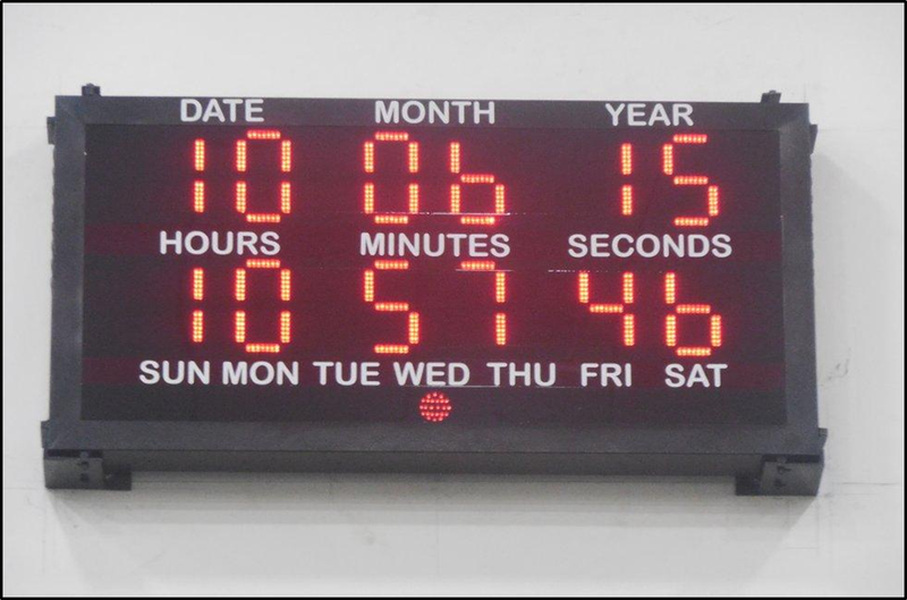 DATE MONTH YEAR
10 06 15
HOURS MINUTES SECONDS
10 57 46
SUN MON TUE WED THU FRI SAT